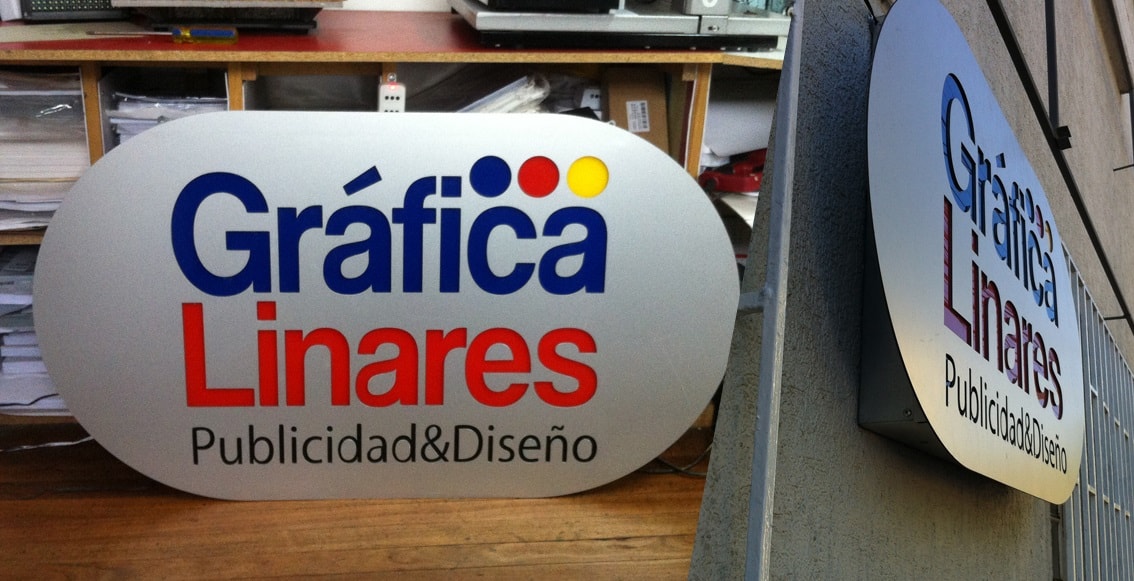 Gráfica
Linares
Publicidad&Diseño
Gráfica
Linares
Publicidad&Diseño